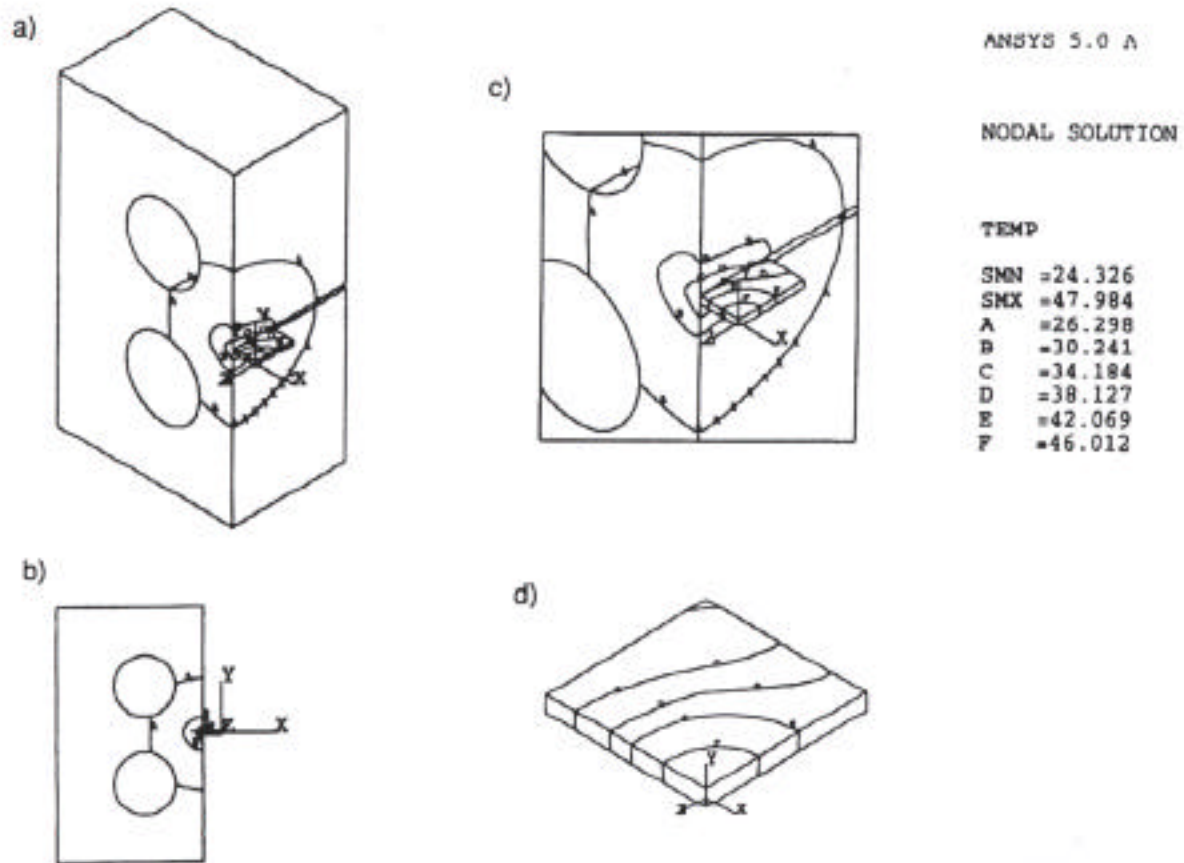 a)
ANSYS 5.0 A
c)
NODAL SOLUTION
TEMP
SMN =24.326
SMX =47.984
A =26.298
B =30.241
C =34.184
D =38.127
E =42.069
F =46.012
Y
X
X
b)
d)
Y
Z
X
Y
X